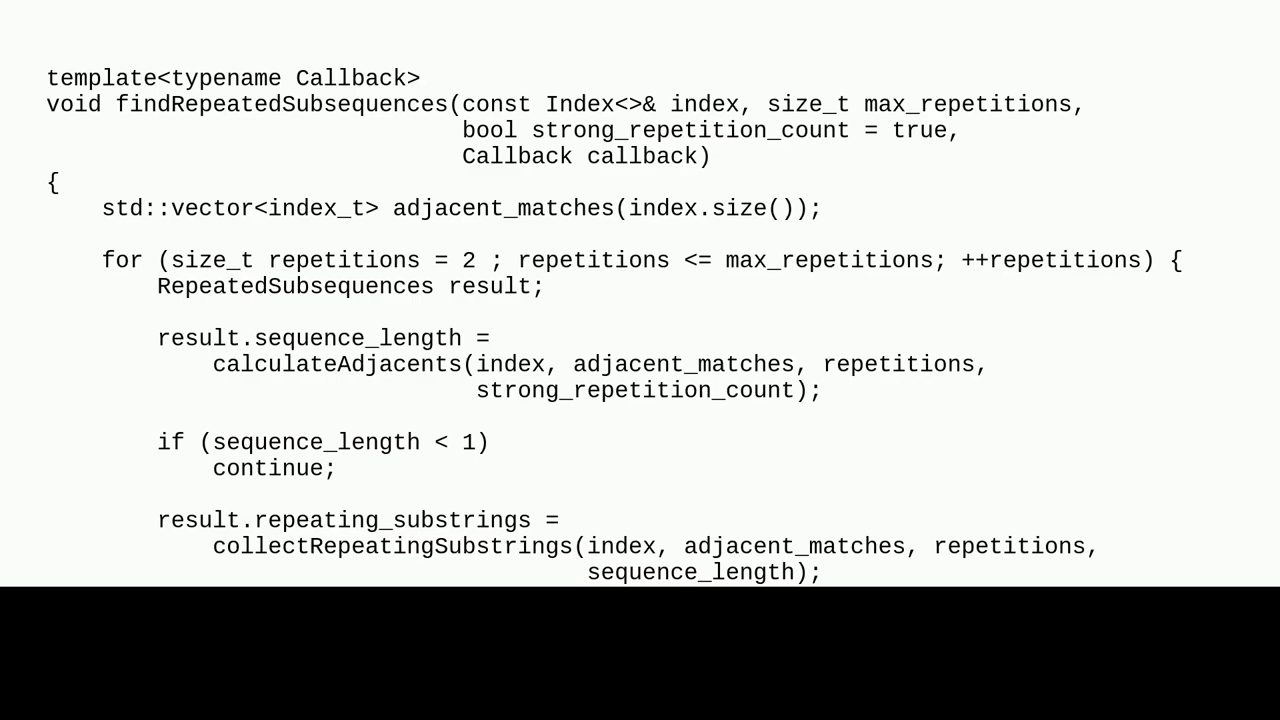 template<typename Callback>
void findRepeatedSubsequences(const Index<>& index, size_t max_repetitions,
                              bool strong_repetition_count = true,
                              Callback callback)
{
    std::vector<index_t> adjacent_matches(index.size());

    for (size_t repetitions = 2 ; repetitions <= max_repetitions; ++repetitions) {
        RepeatedSubsequences result;

        result.sequence_length =
            calculateAdjacents(index, adjacent_matches, repetitions,
                               strong_repetition_count);

        if (sequence_length < 1)
            continue;

        result.repeating_substrings =
            collectRepeatingSubstrings(index, adjacent_matches, repetitions,
                                       sequence_length);